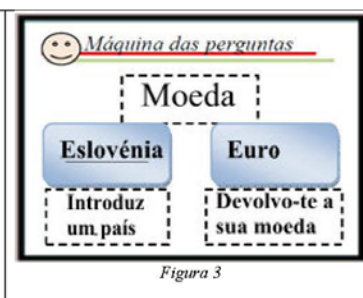 Máquina das perguntas
Moeda
Eslovénia
Euro
Introduz
um país
Devolvo-te a
sua moeda
Figura 3